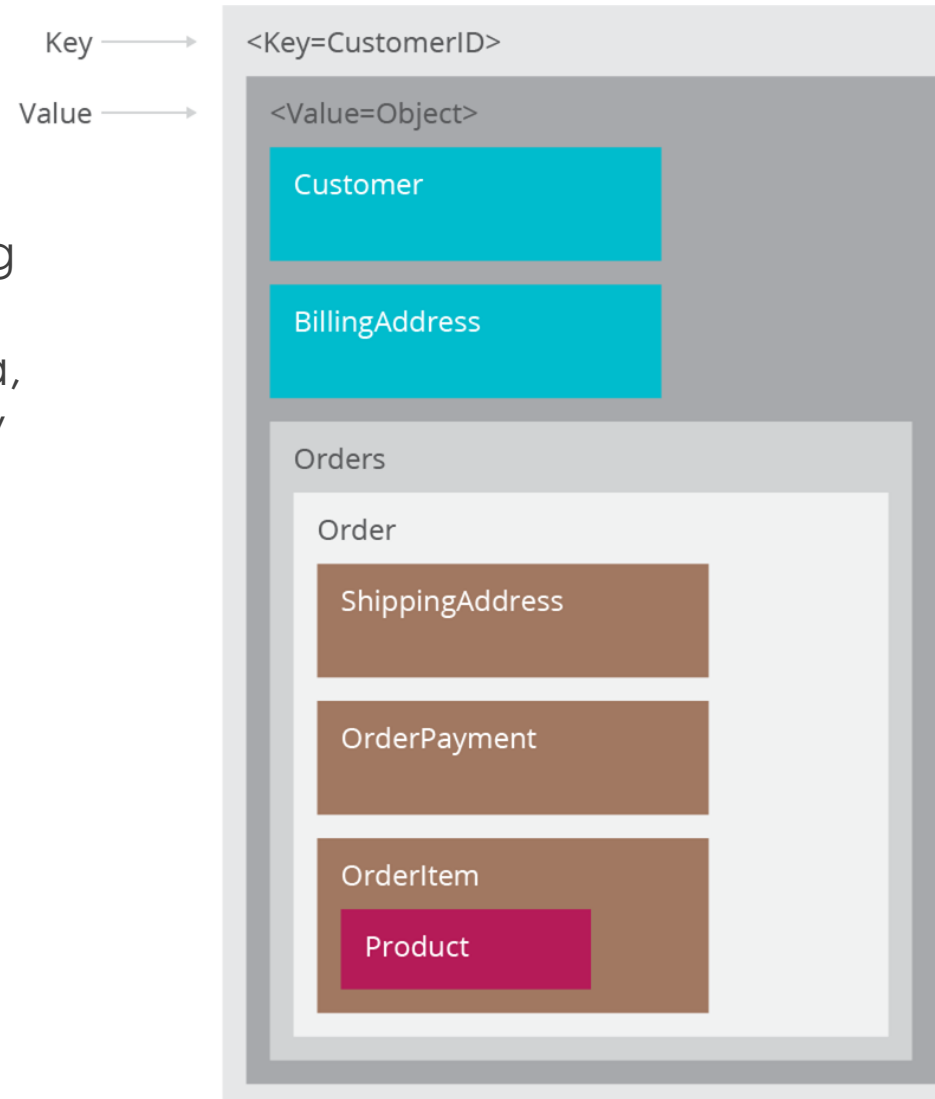 Key
<Key=CustomerID>
Value
<Value=Object>
Customer
BillingAddress
Orders
Order
ShippingAddress
OrderPayment
OrderItem
Product